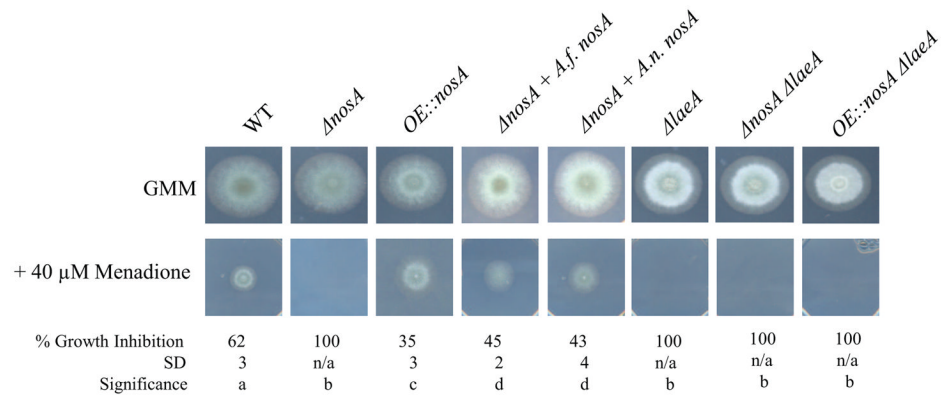 WT ΔnosA OE::nosA ΔnosA + A.f. nosA ΔnosA + A.n. nosA ΔlaeA ΔnosA ΔlaeA OE::nosA ΔlaeA
GMM
+ 40 µM Menadione
% Growth Inhibition 62 100 35 45 43 100 100 100
SD 3 n/a 3 2 4 n/a n/a n/a
Significance a b c d d b b b